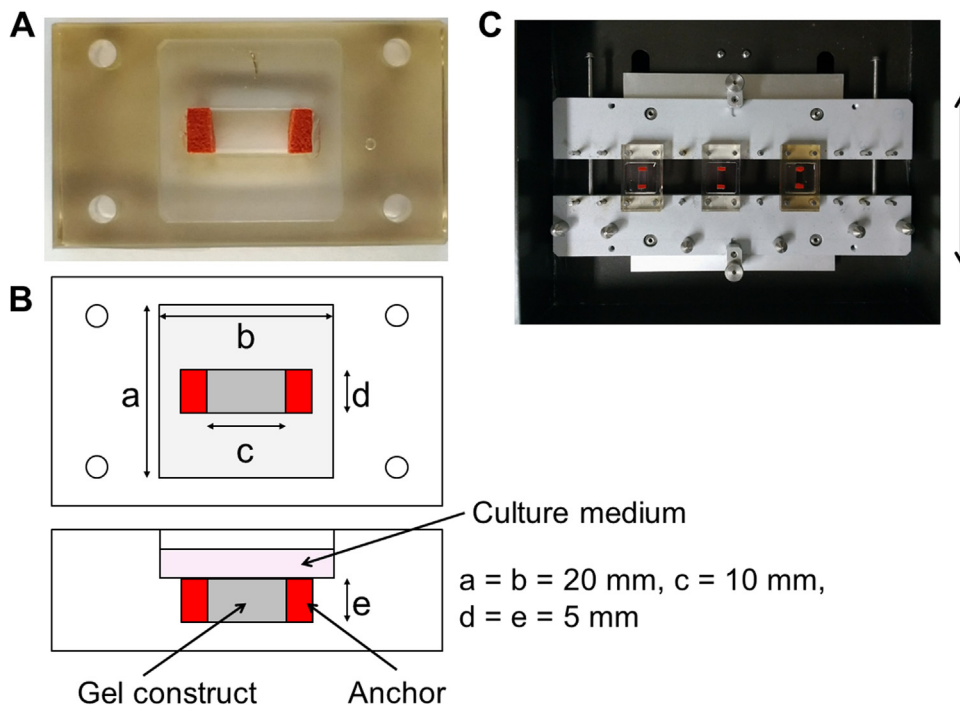 A
C
B
b
a
d
c
Culture medium
e
a = b = 20 mm, c = 10 mm,
d = e = 5 mm
Gel construct
Anchor